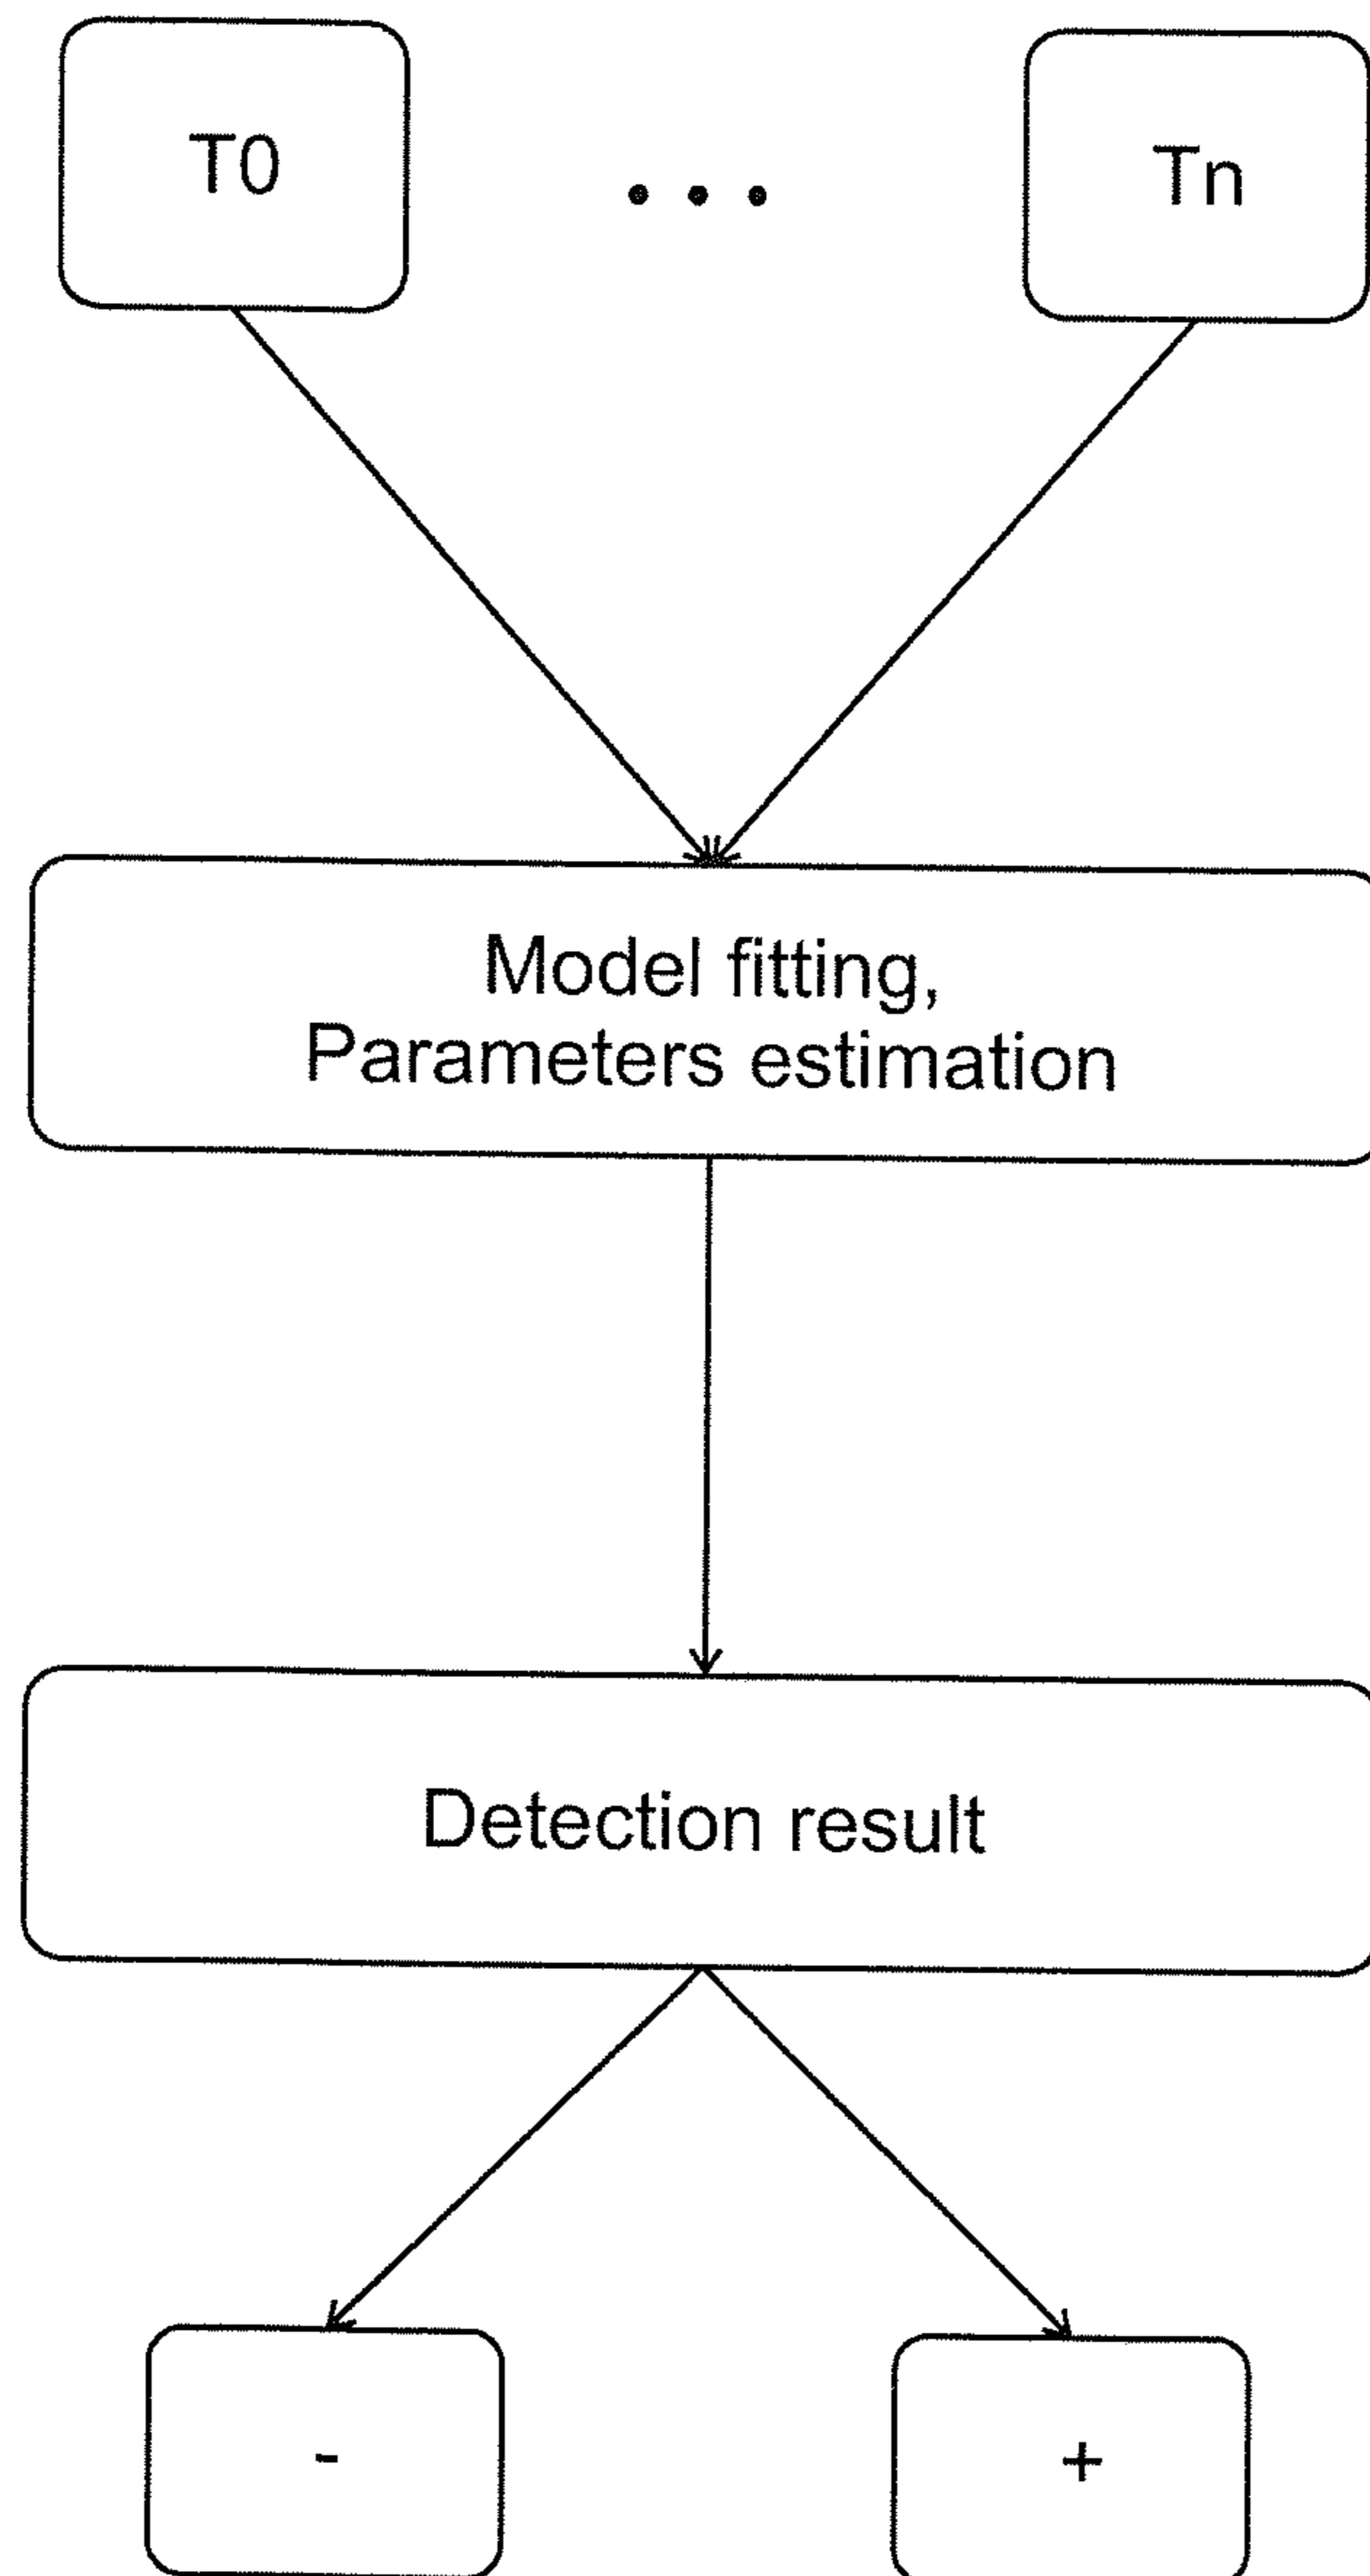 T0
...
Tn
Model fitting,
Parameters estimation
Detection result
-
+